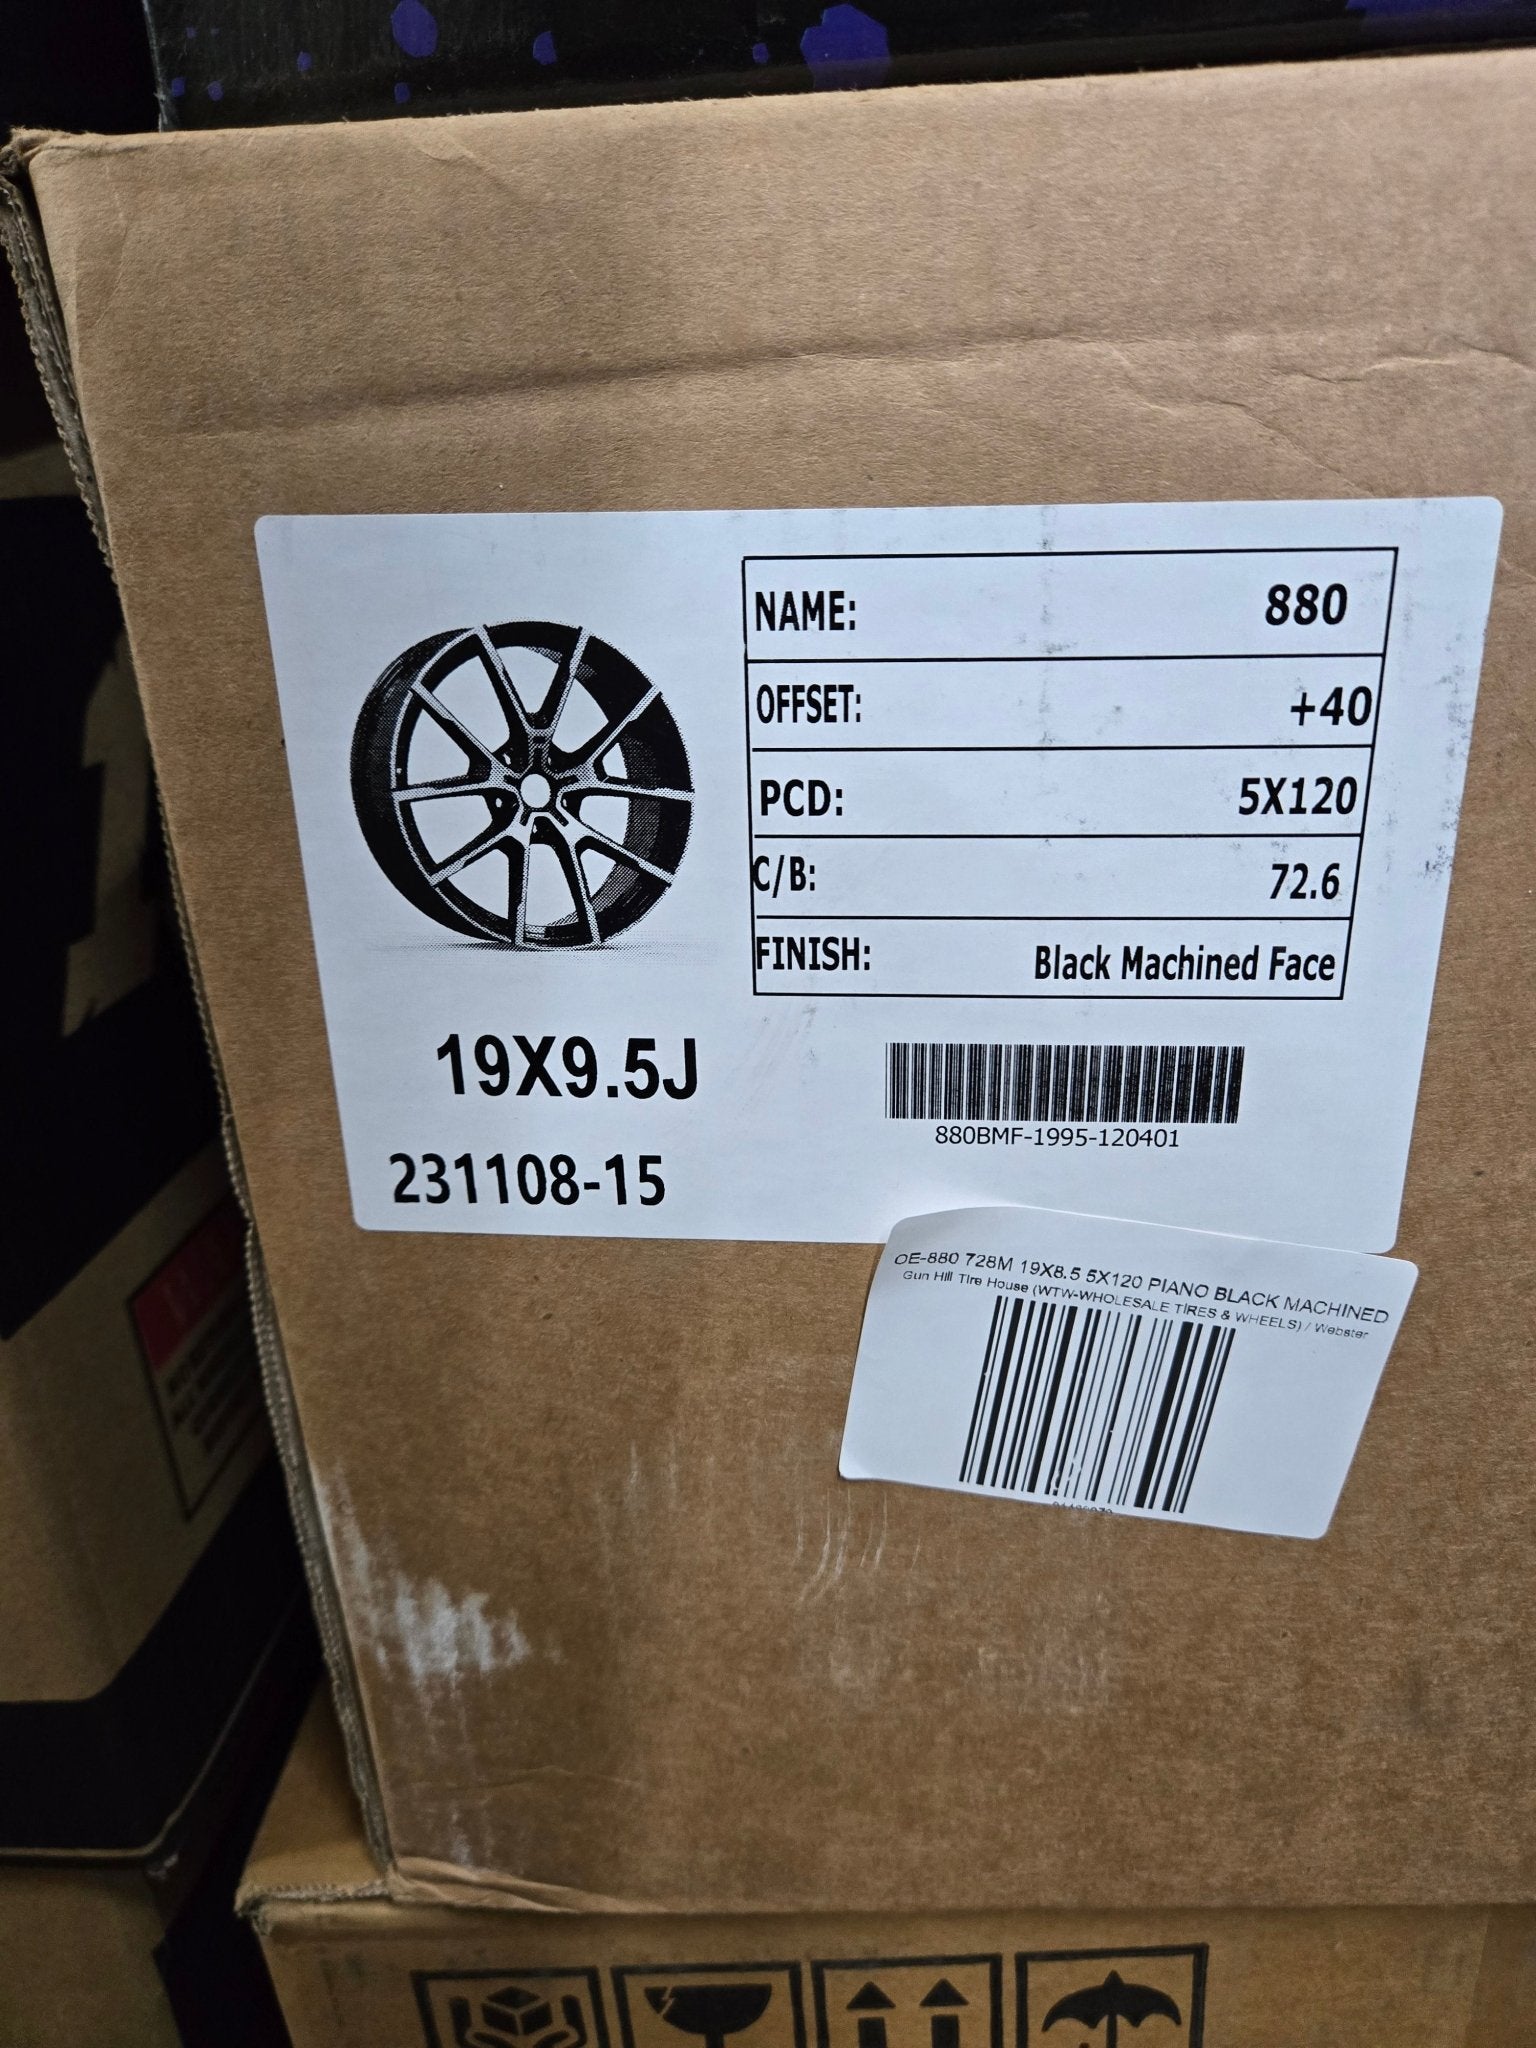 NAME: 880
OFFSET: +40
PCD: 5X120
C/B: 72.6
FINISH: Black Machined Face
19X9.5J
880BMF-1995-120401
231108-15
OE-880 728M 19X8.5 5X120 PIANO BLACK MACHINED
Gun Hill Tire House (WTW-WHOLESALE TIRES & WHEELS) / Webster